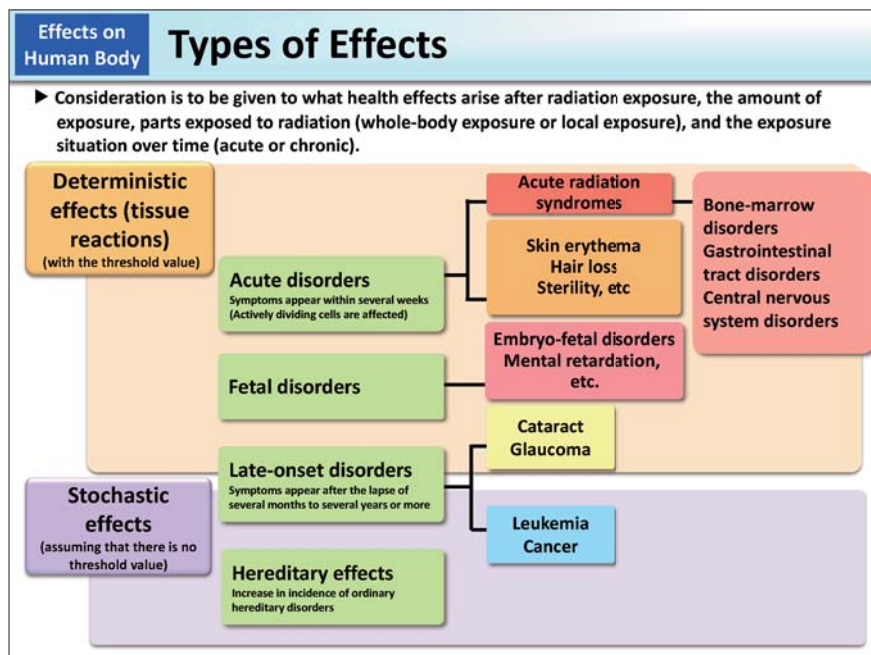 Effects on
Human Body
Types of Effects
▶ Consideration is to be given to what health effects arise after radiation exposure, the amount of
exposure, parts exposed to radiation (whole-body exposure or local exposure), and the exposure
situation over time (acute or chronic).
Deterministic
effects (tissue
reactions)
(with the threshold value)
Acute disorders
Symptoms appear within several weeks
(Actively dividing cells are affected)
Acute radiation
syndromes
Bone-marrow
disorders
Gastrointestinal
tract disorders
Central nervous
system disorders
Skin erythema
Hair loss
Sterility, etc
Fetal disorders
Embryo-fetal disorders
Mental retardation,
etc.
Late-onset disorders
Symptoms appear after the lapse of
several months to several years or more
Cataract
Glaucoma
Stochastic
effects
(assuming that there is no
threshold value)
Leukemia
Cancer
Hereditary effects
Increase in incidence of ordinary
hereditary disorders